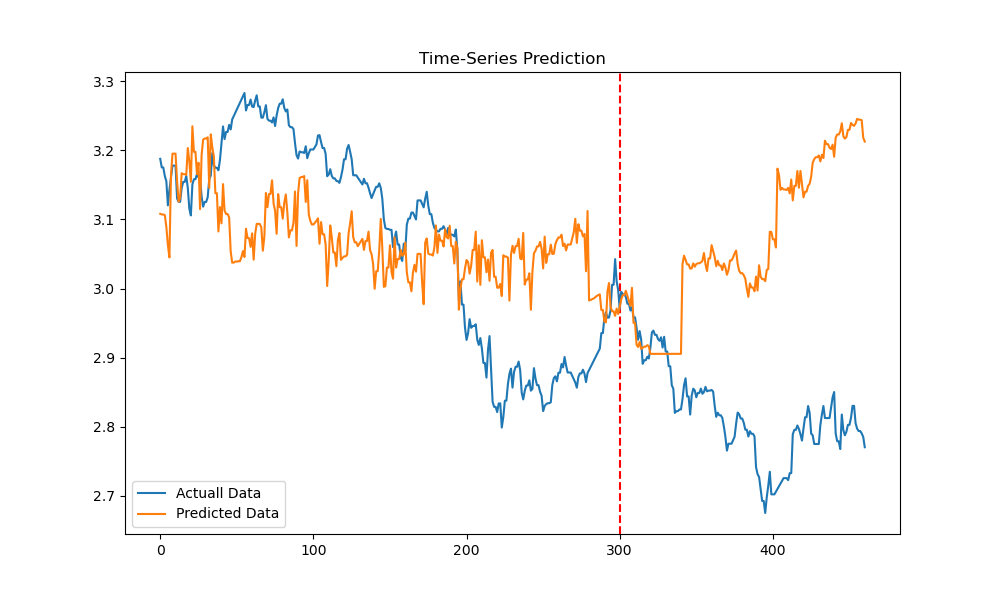 Time-Series Prediction
3.3
3.2
3.1
3.0
2.9
2.8
2.7
Actuall Data
Predicted Data
0 100 200 300 400